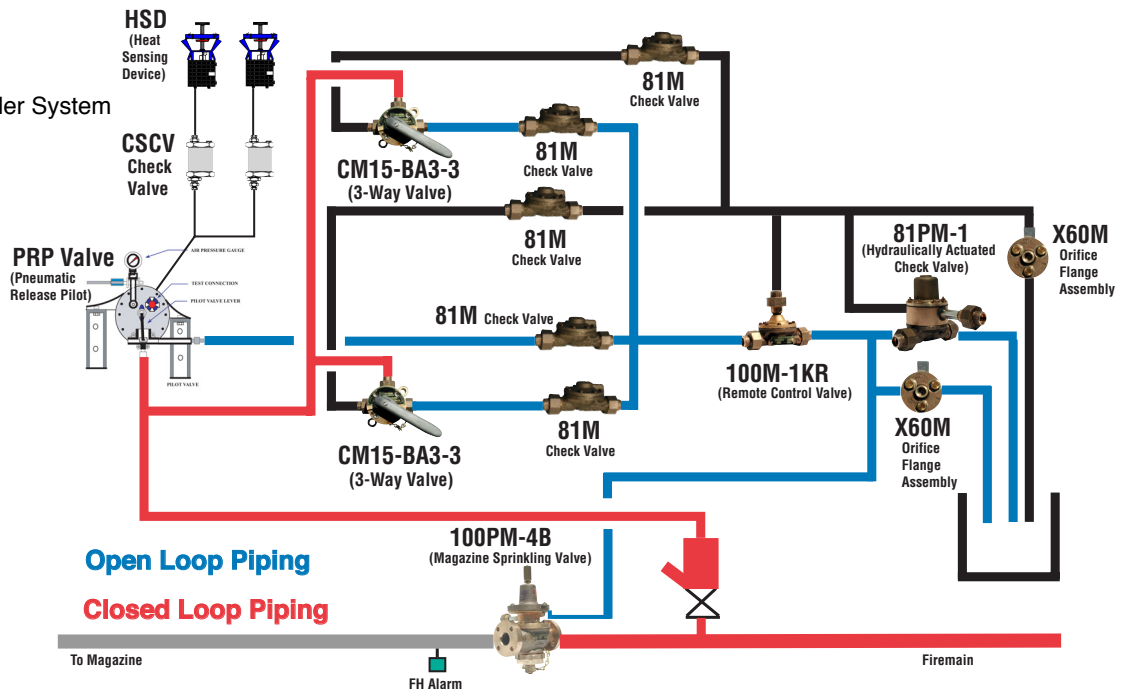 HSD
(Heat
Sensing
Device)
ler System
CSCV
Check
Valve
PRP Valve
(Pneumatic
Release Pilot)
AIR PRESSURE GAUGE
TEST CONNECTION
PILOT VALVE LEVER
PILOT VALVE
81M
Check Valve
CM15-BA3-3
(3-Way Valve)
81M
Check Valve
81M
Check Valve
81PM-1
(Hydraulically Actuated
Check Valve)
X60M
Orifice
Flange
Assembly
81M Check Valve
100M-1KR
(Remote Control Valve)
X60M
Orifice
Flange
Assembly
CM15-BA3-3
(3-Way Valve)
81M
Check Valve
100PM-4B
(Magazine Sprinkling Valve)
Open Loop Piping
Closed Loop Piping
To Magazine
FH Alarm
Firemain